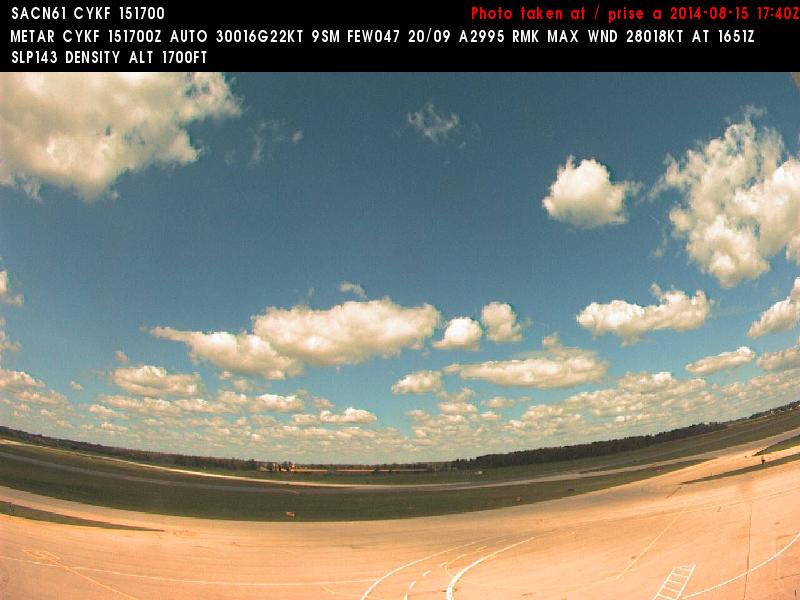 SACN61 CYKF 151700
Photo taken at / prise a 2014-08-15 17:40Z
METAR CYKF 151700Z AUTO 30016G22KT 9SM FEW047 20/09 A2995 RMK MAX WND 28018KT AT 1651Z
SLP143 DENSITY ALT 1700FT